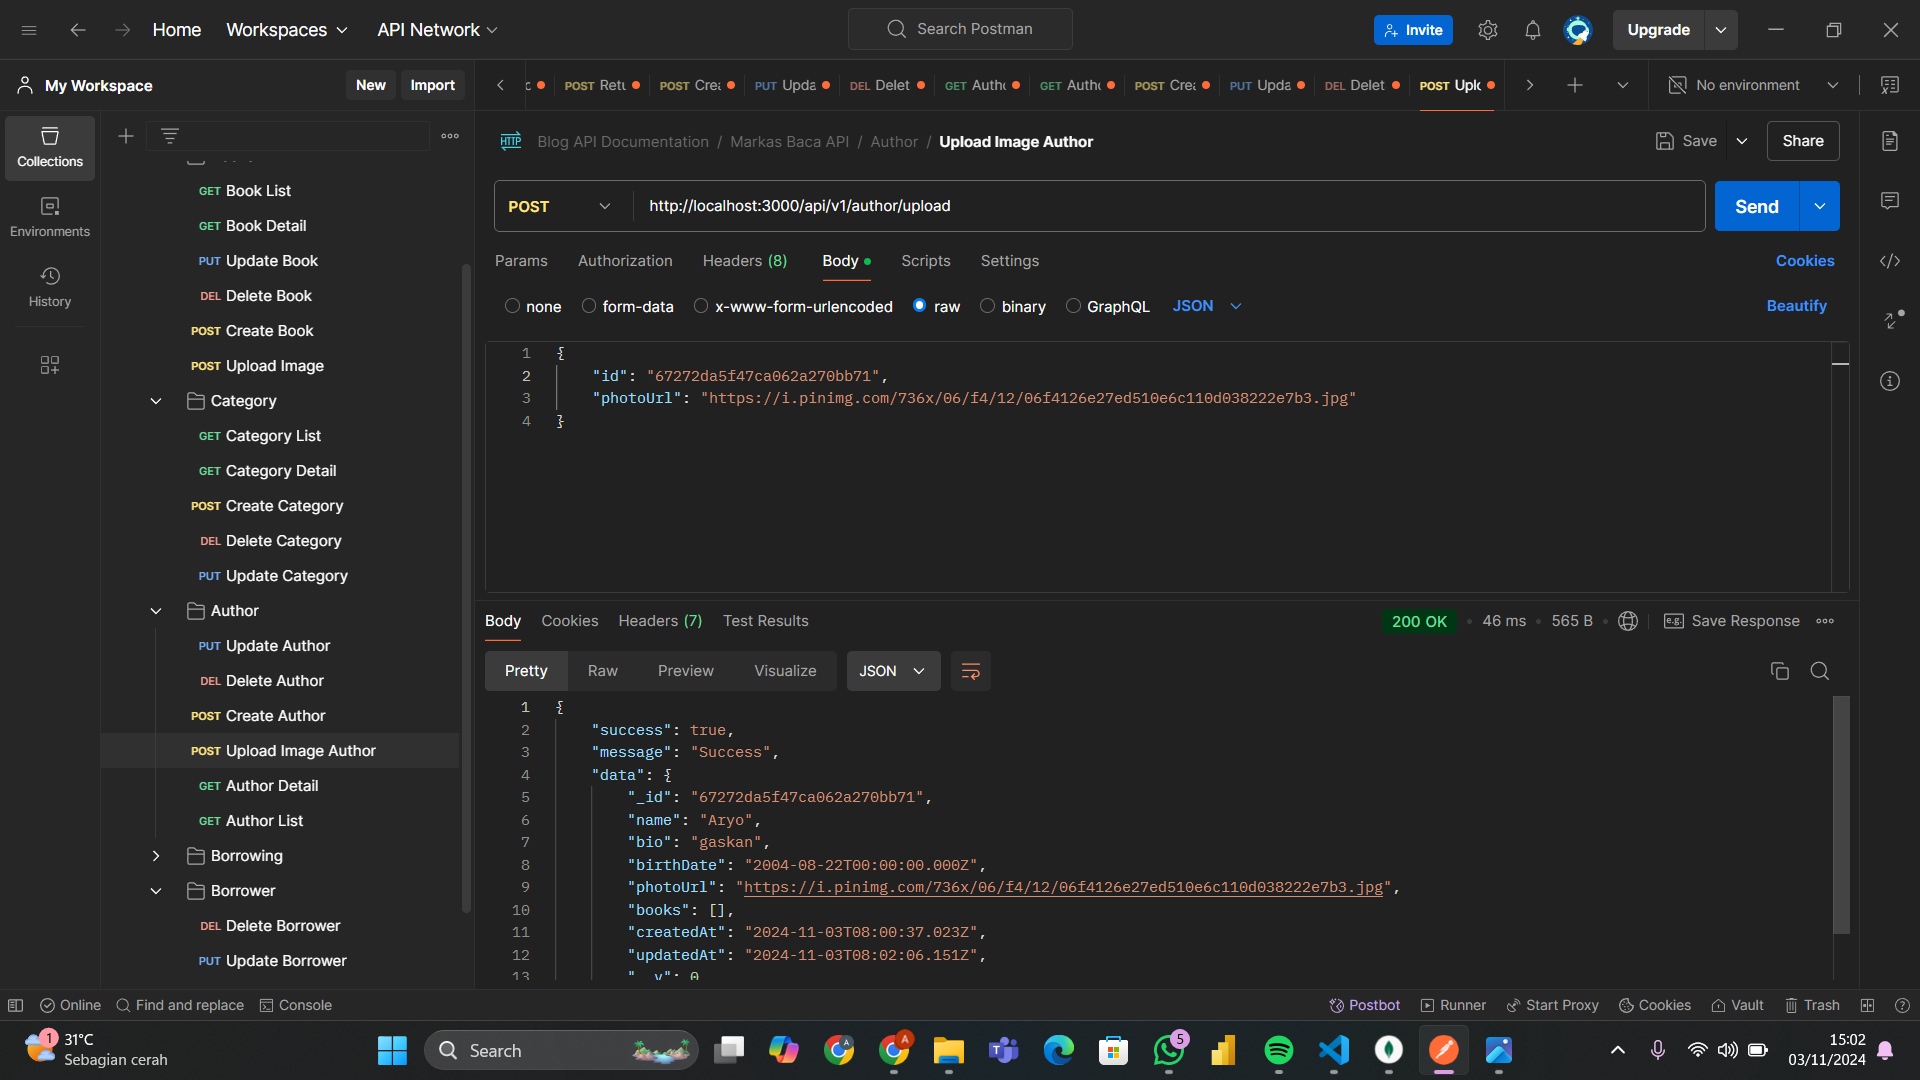 Home Workspaces API Network Search Postman Invite Upgrade
My Workspace New Import
POST Retu POST Crea PUT Upda DEL Delet GET Autho GET Autho POST Crea PUT Upda DEL Delet POST Uplo No environment
Collections
Environments
History
Book List
GET Book List
GET Book Detail
PUT Update Book
DEL Delete Book
POST Create Book
POST Upload Image
Category
GET Category List
GET Category Detail
POST Create Category
DEL Delete Category
PUT Update Category
Author
PUT Update Author
DEL Delete Author
POST Create Author
POST Upload Image Author
GET Author Detail
GET Author List
Borrowing
Borrower
DEL Delete Borrower
PUT Update Borrower
HTTP Blog API Documentation / Markas Baca API / Author / Upload Image Author Save Share
POST http://localhost:3000/api/v1/author/upload Send
Params Authorization Headers (8) Body Scripts Settings Cookies
none form-data x-www-form-urlencoded raw binary GraphQL JSON Beautify
1 {
2 "id": "67272da5f47ca062a270bb71",
3 "photoUrl": "https://i.pinimg.com/736x/06/f4/12/06f4126e27ed510e6c110d038222e7b3.jpg"
4 }
Body Cookies Headers (7) Test Results 200 OK 46 ms 565 B e.g. Save Response
Pretty Raw Preview Visualize JSON
1 {
2 "success": true,
3 "message": "Success",
4 "data": {
5 "_id": "67272da5f47ca062a270bb71",
6 "name": "Aryo",
7 "bio": "gaskan",
8 "birthDate": "2004-08-22T00:00:00.000Z",
9 "photoUrl": "https://i.pinimg.com/736x/06/f4/12/06f4126e27ed510e6c110d038222e7b3.jpg",
10 "books": [],
11 "createdAt": "2024-11-03T08:00:37.023Z",
12 "updatedAt": "2024-11-03T08:02:06.151Z",
13 "__v": 0
Online Find and replace Console Postbot Runner Start Proxy Cookies Vault Trash
1 31°C
Sebagian cerah
Search
A
A
5
15:02
03/11/2024